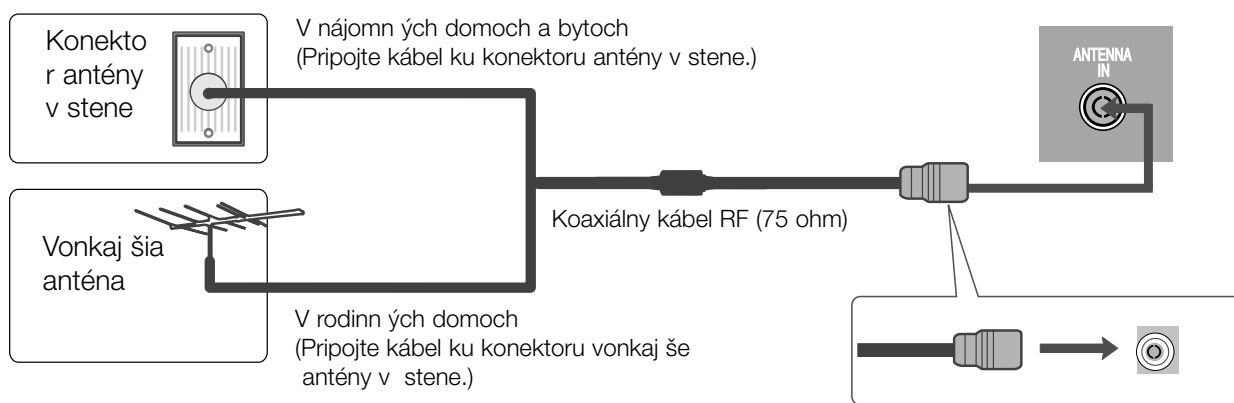 Konekto
r antény
v stene
V nájomn ých domoch a bytoch
(Pripojte kábel ku konektoru antény v stene.)
ANTENNA
IN
Koaxiálny kábel RF (75 ohm)
Vonkaj šia
anténa
V rodinn ých domoch
(Pripojte kábel ku konektoru vonkaj še
antény v stene.)